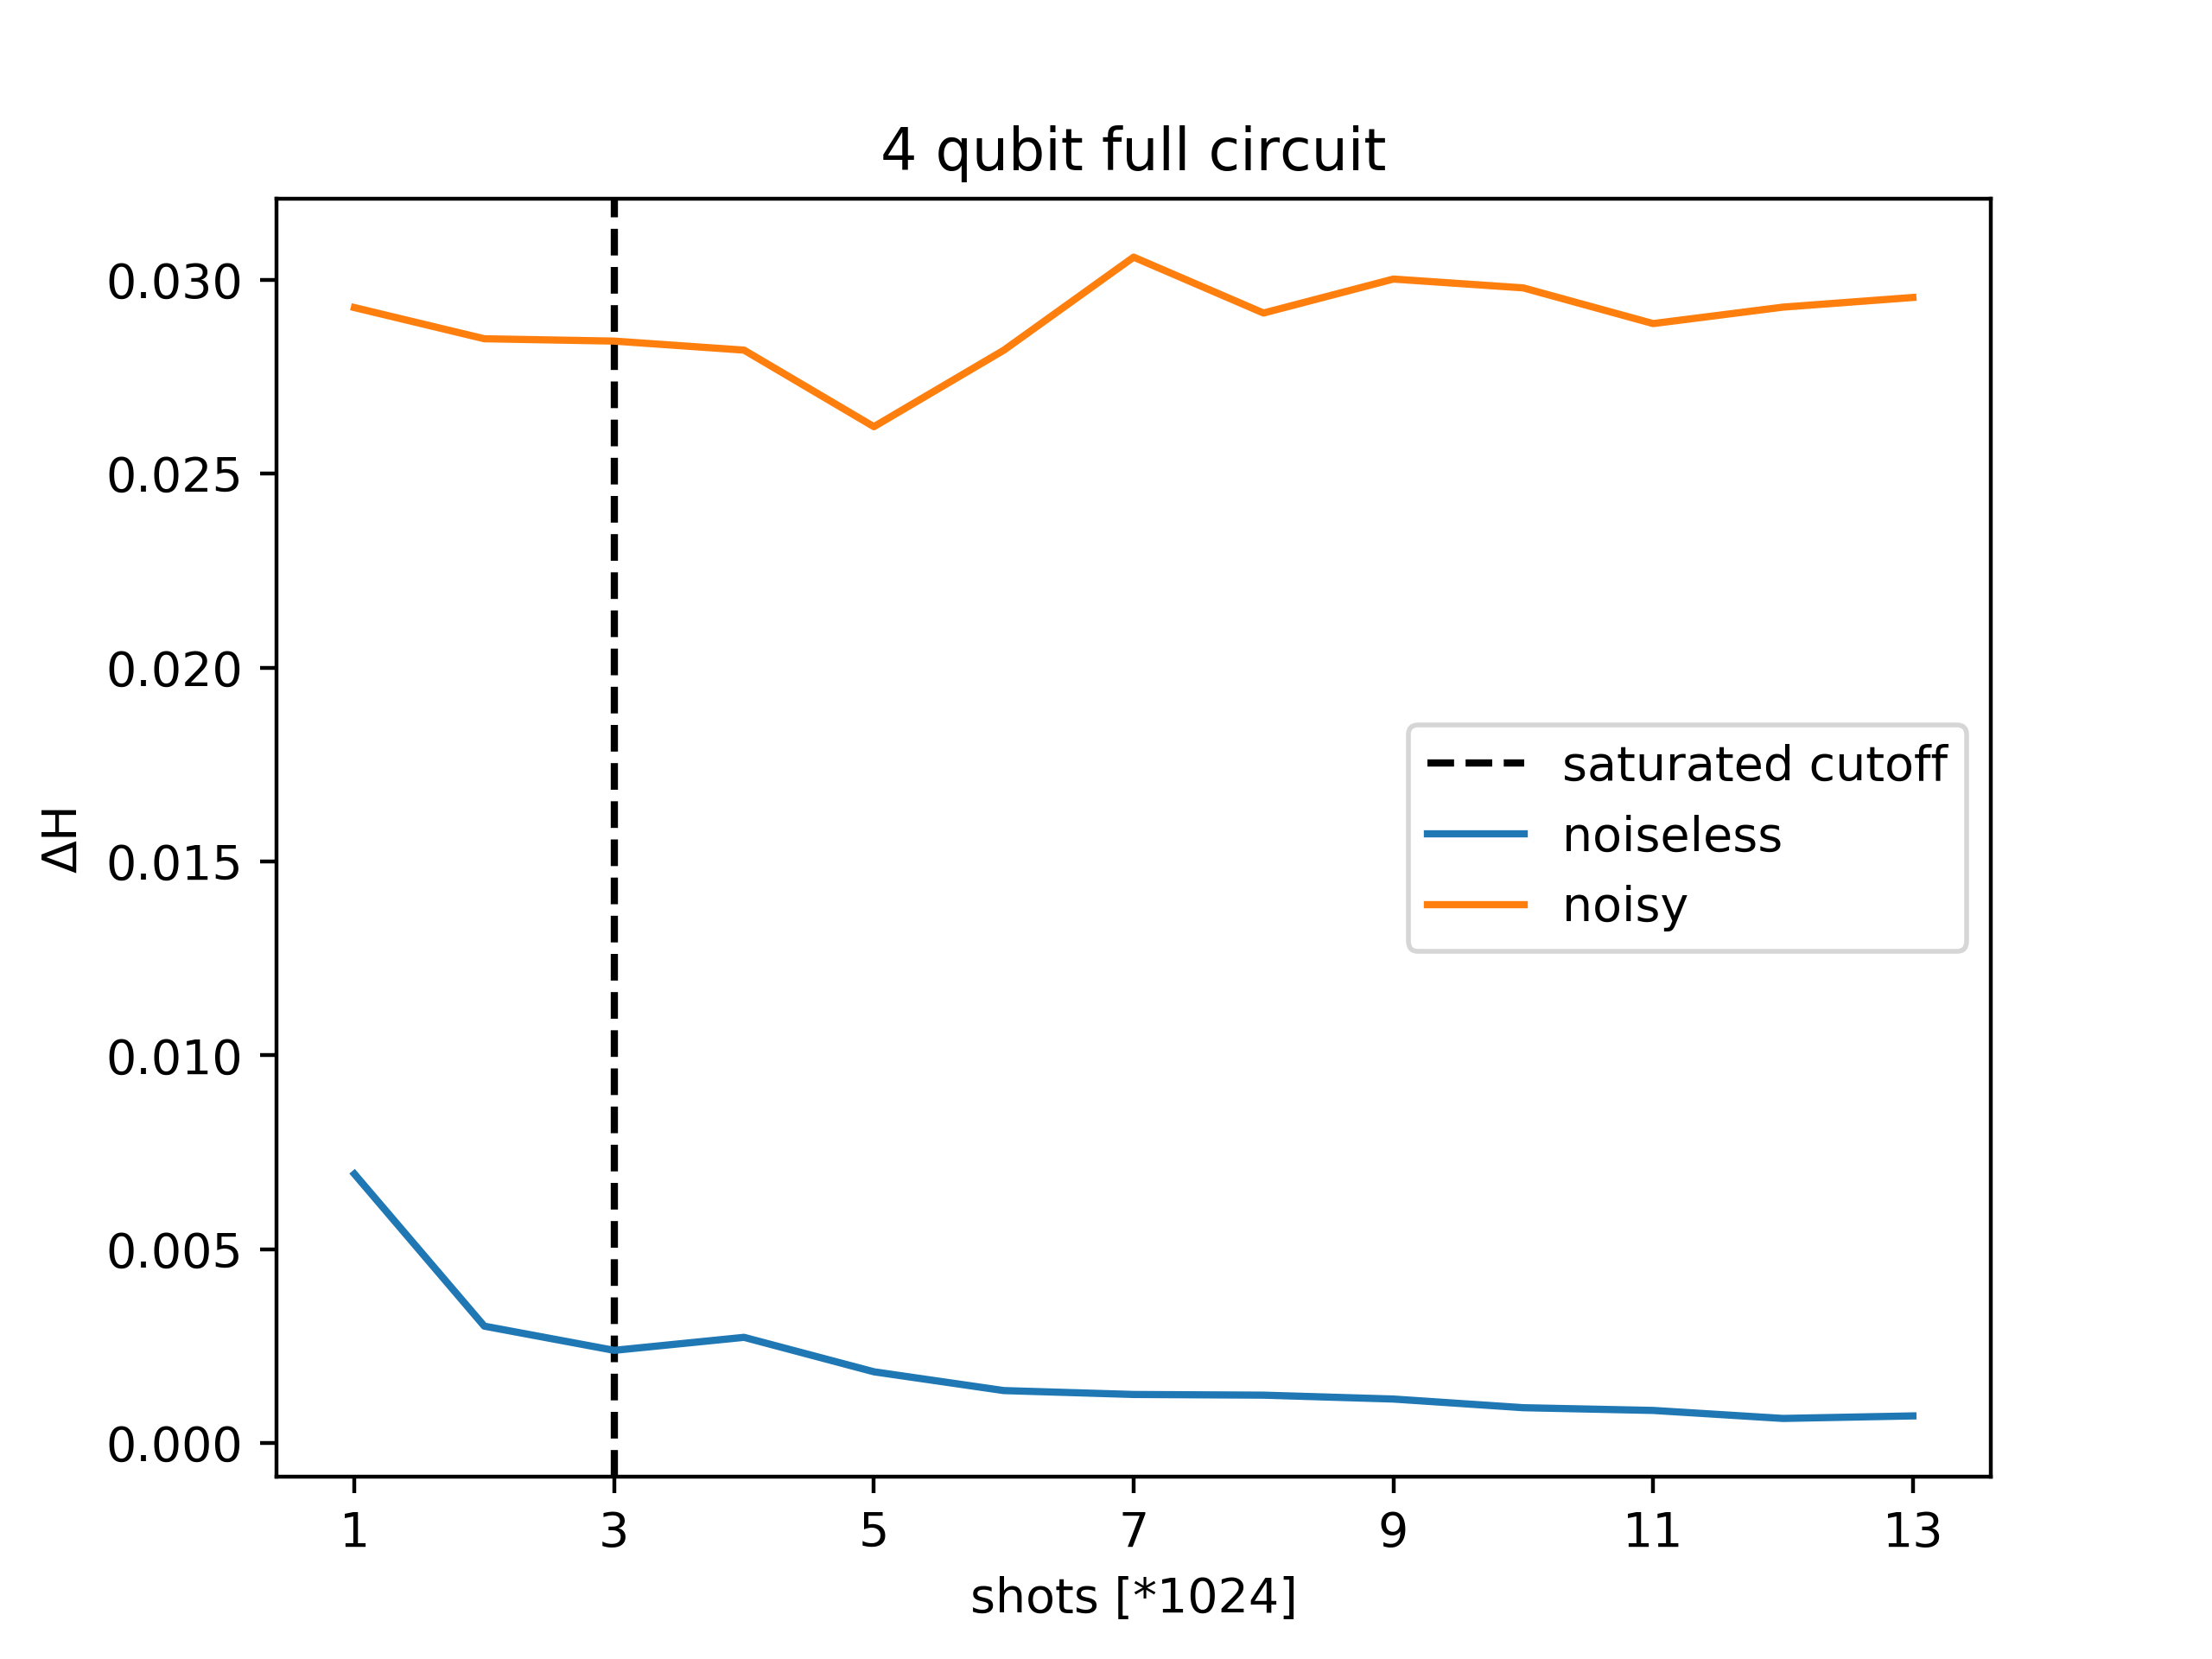 4 qubit full circuit
0.030
0.025
0.020
0.015
0.010
0.005
0.000
ΔH
saturated cutoff
noiseless
noisy
1 3 5 7 9 11 13
shots [*1024]